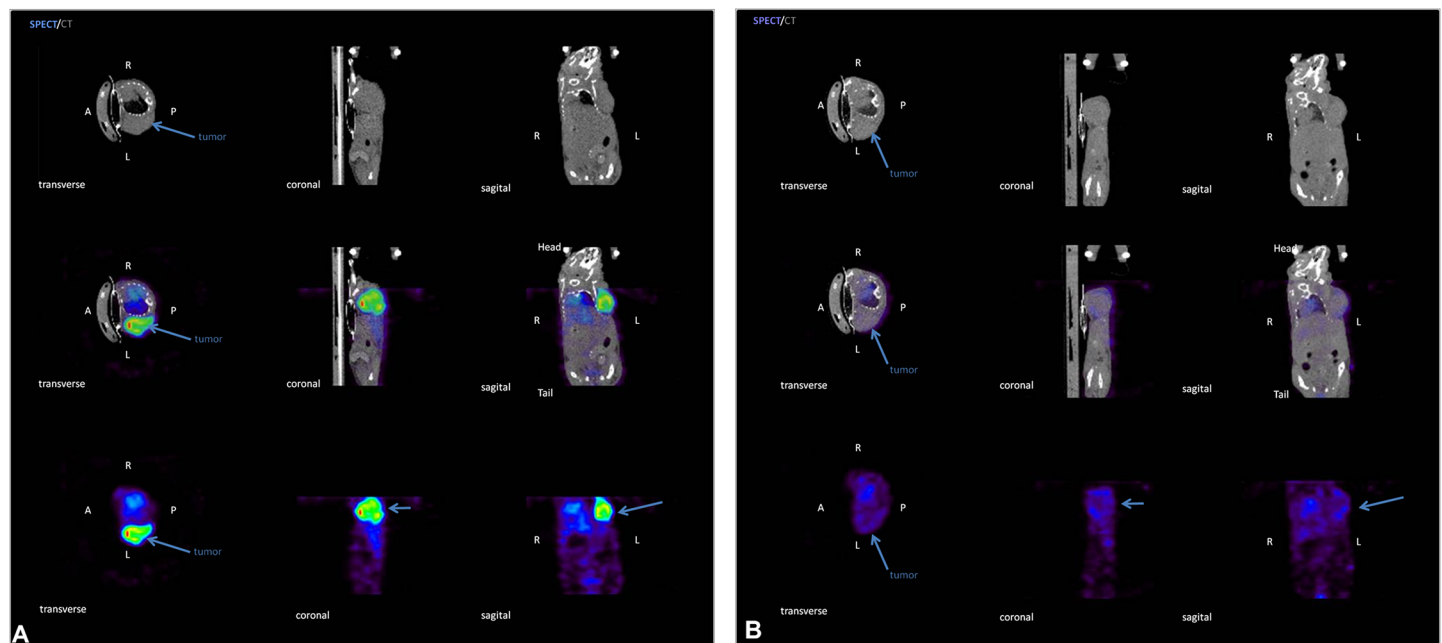 SPECT/CT
R
A
P
tumor
L
R
L
transverse
coronal
sagital
Head
R
A
P
tumor
L
R
L
transverse
coronal
sagital
Tail
R
A
P
tumor
L
R
L
transverse
coronal
sagital
A
SPECT/CT
R
A
P
tumor
L
R
L
transverse
coronal
sagital
Head
R
A
P
tumor
L
R
L
transverse
coronal
sagital
Tail
R
A
P
tumor
L
R
L
transverse
coronal
sagital
B